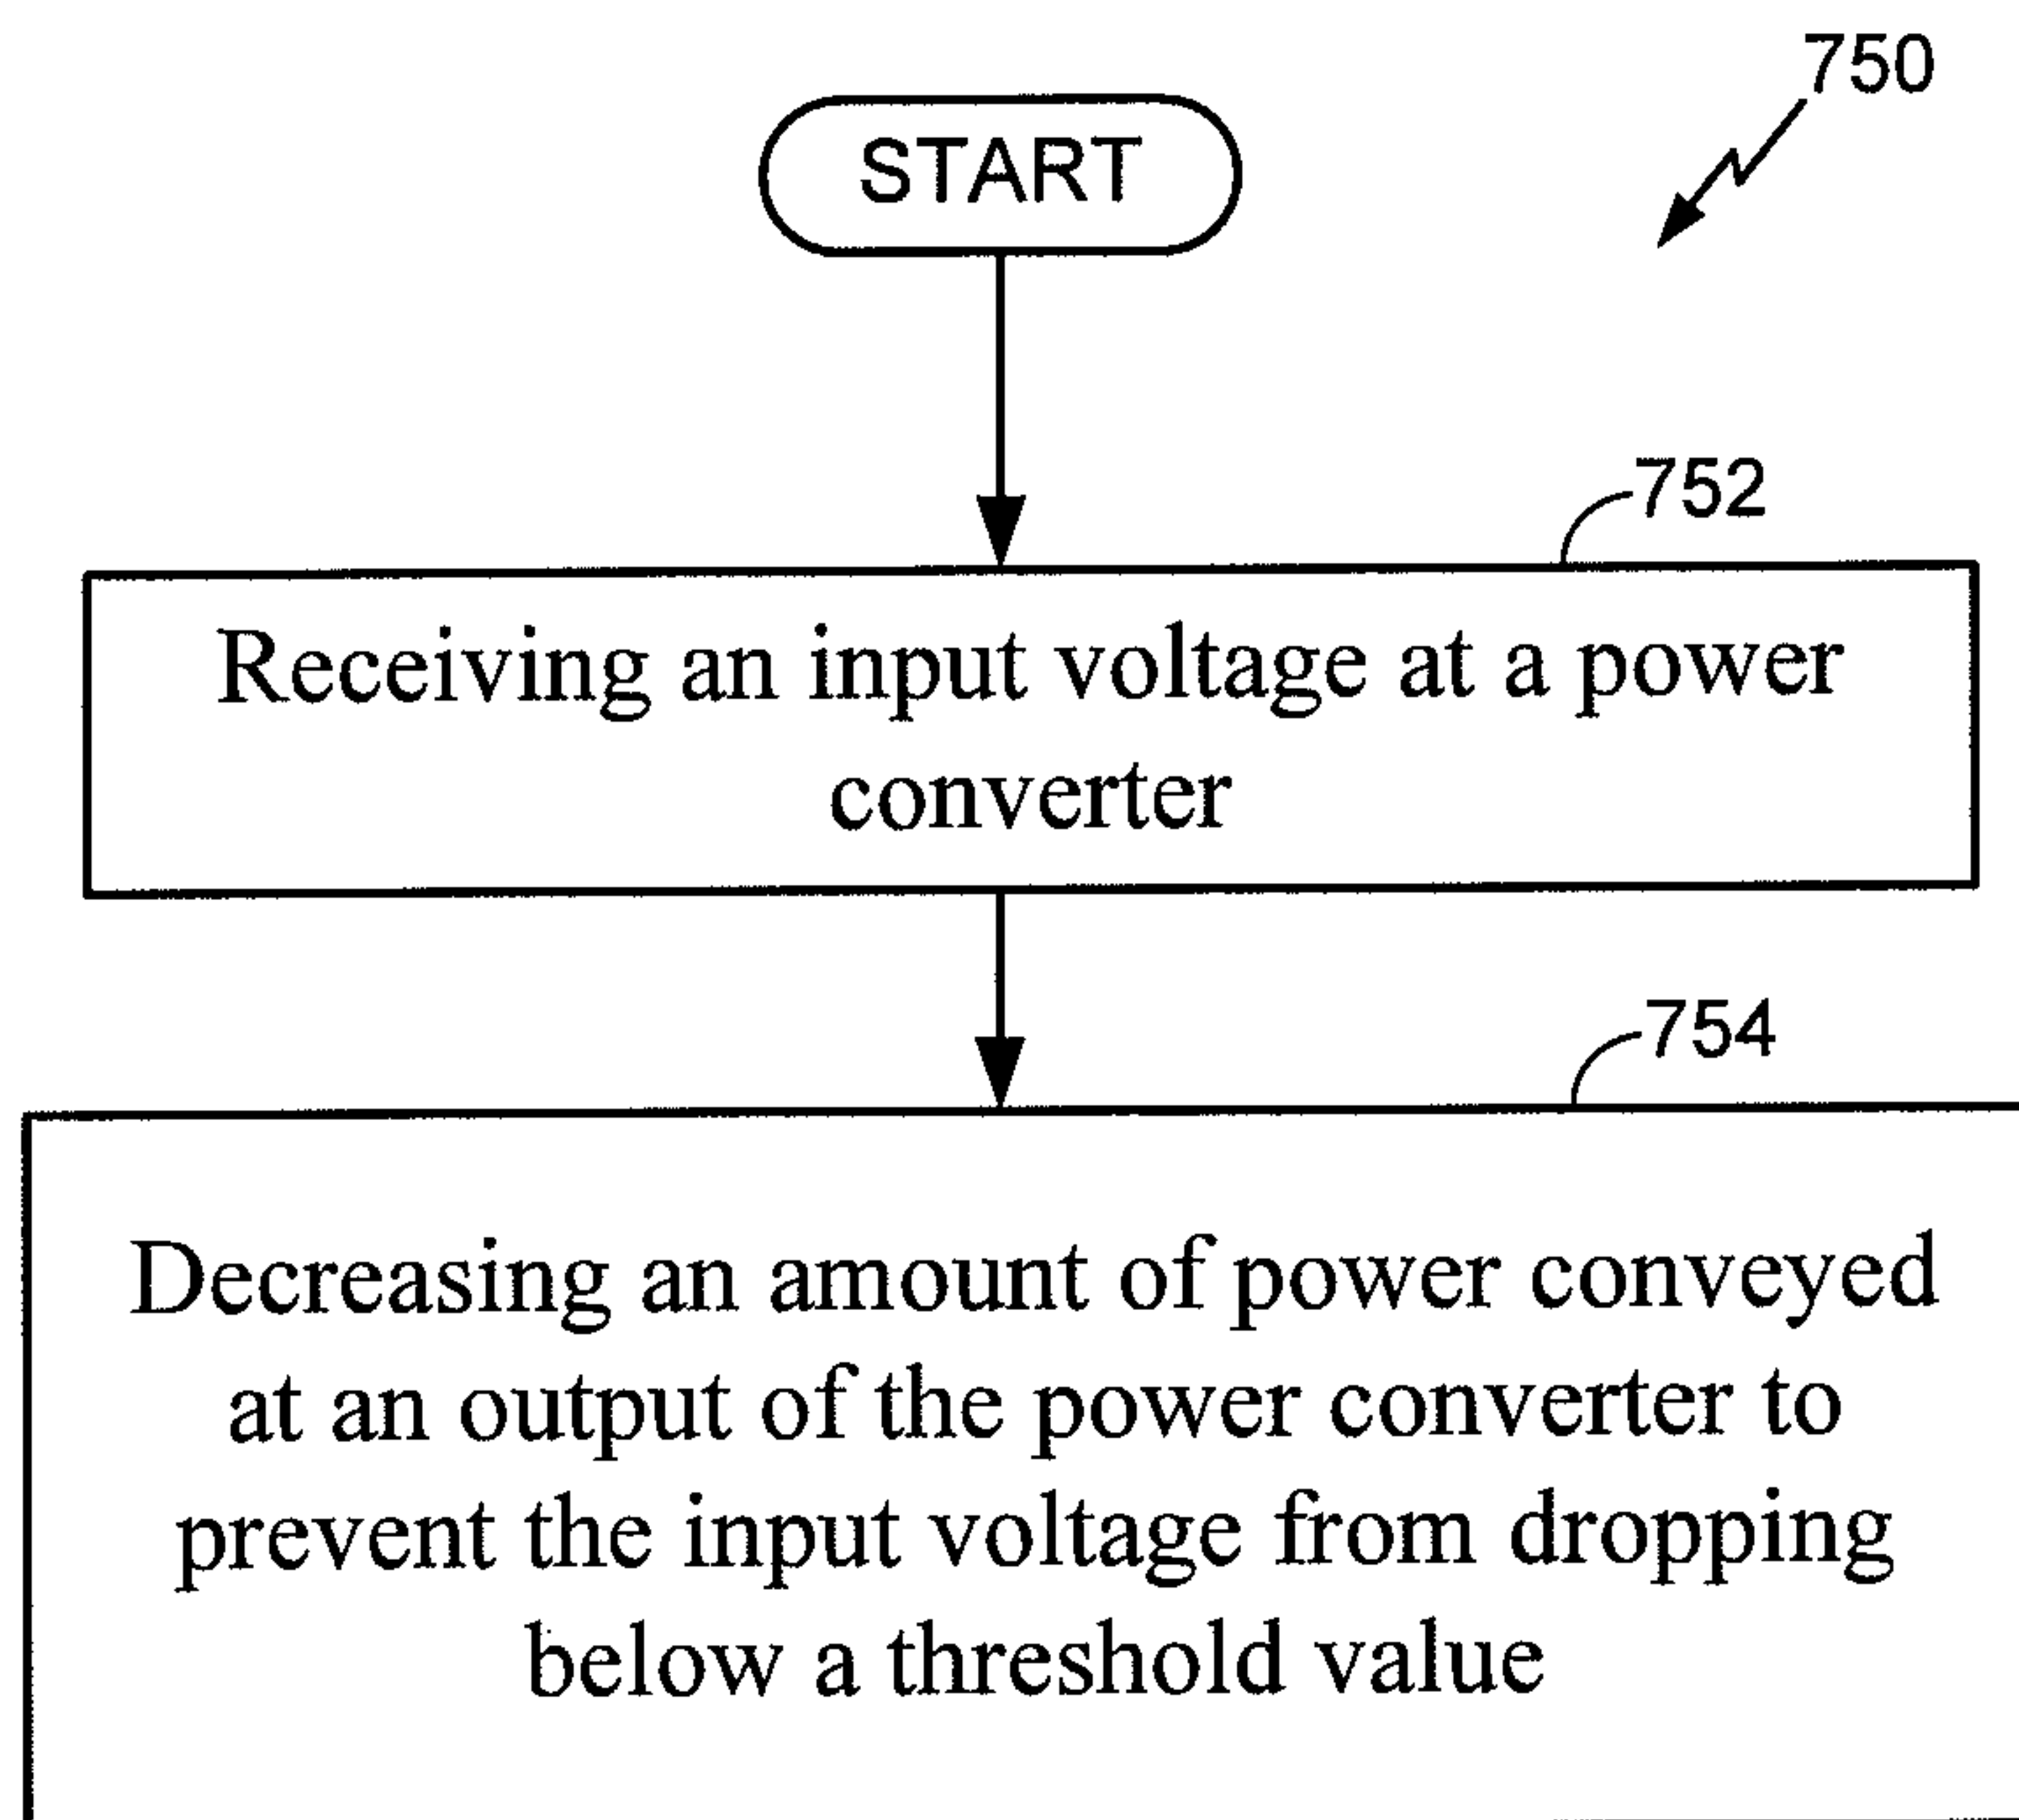 750
START
752
Receiving an input voltage at a power
converter
754
Decreasing an amount of power conveyed
at an output of the power converter to
prevent the input voltage from dropping
below a threshold value